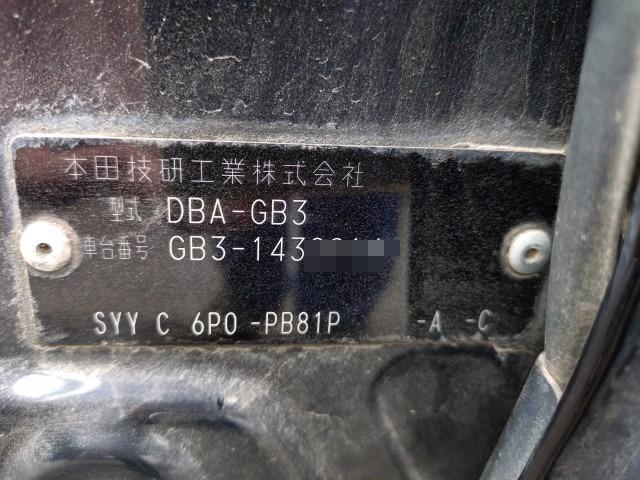 本田技研工業株式会社
型式 DBA-GB3
車台番号 GB3-143
SYY C 6P0 -PB81P -A -C